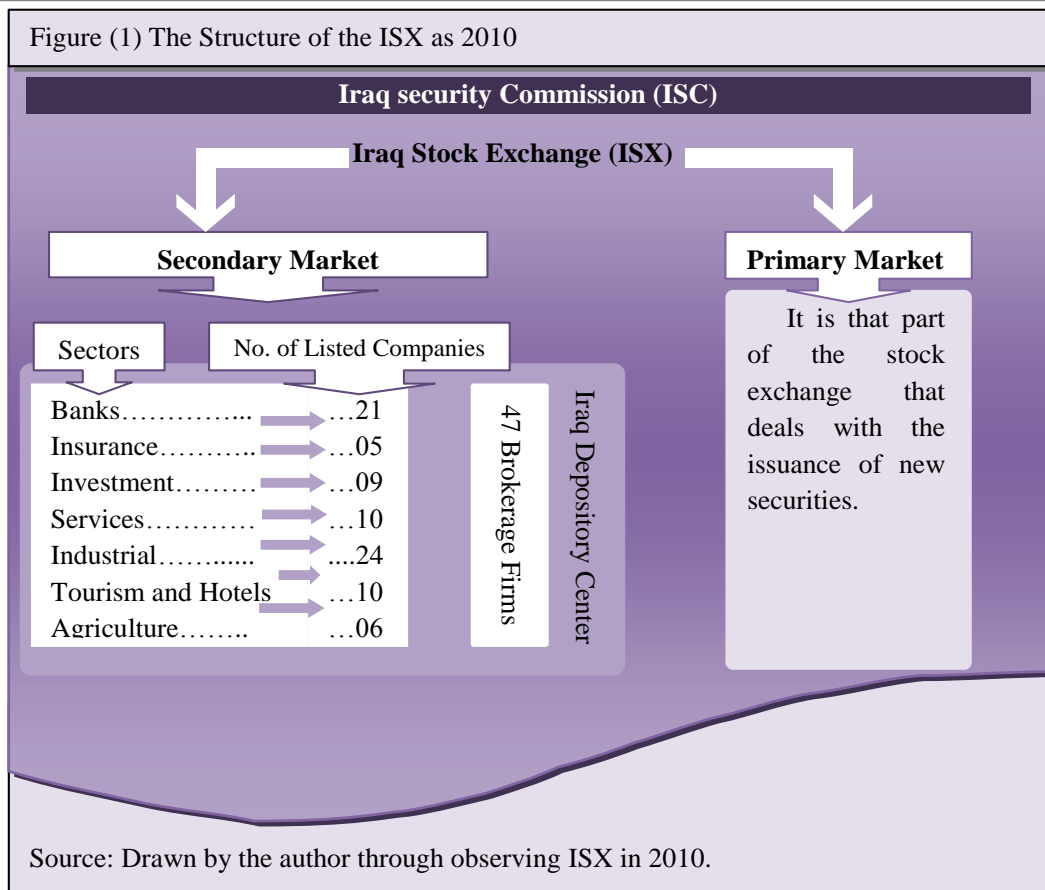 Figure (1) The Structure of the ISX as 2010
Iraq security Commission (ISC)
Iraq Stock Exchange (ISX)
Secondary Market
Primary Market
Sectors
No. of Listed Companies
Banks…………... …21
Insurance……….. …05
Investment……… …09
Services………… …10
Industrial……...... ....24
Tourism and Hotels …10
Agriculture…….. …06
47 Brokerage Firms
Iraq Depository Center
It is that part
of the stock
exchange that
deals with the
issuance of new
securities.
Source: Drawn by the author through observing ISX in 2010.